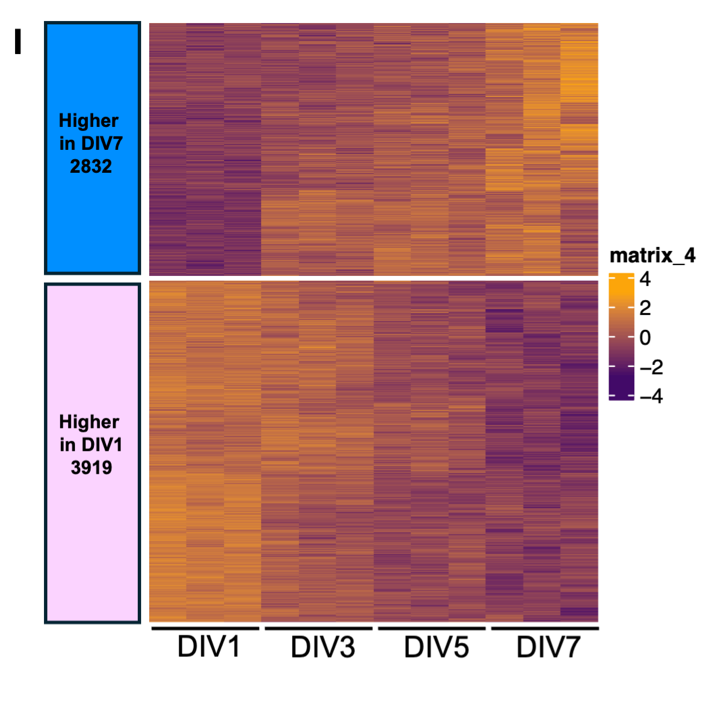 I
Higher
in DIV7
2832
Higher
in DIV1
3919
matrix_4
4
2
0
−2
−4
DIV1 DIV3 DIV5 DIV7